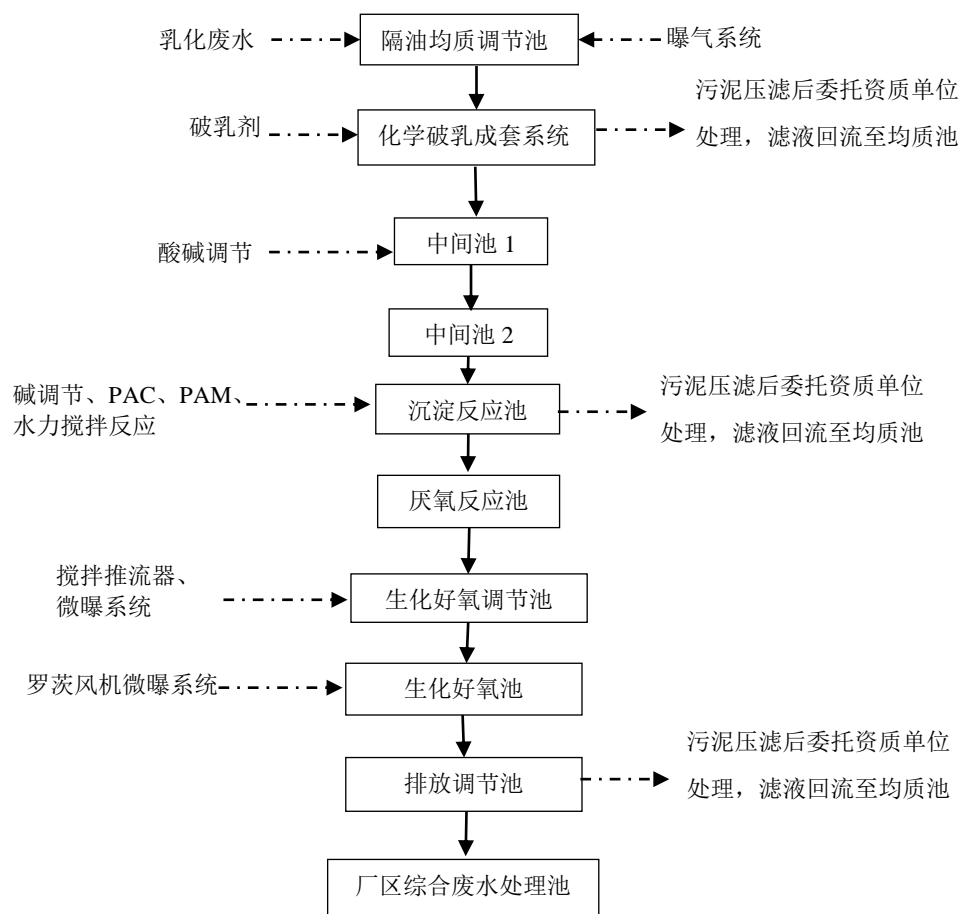 乳化废水
隔油均质调节池
曝气系统
污泥压滤后委托资质单位
处理，滤液回流至均质池
破乳剂
化学破乳成套系统
酸碱调节
中间池 1
中间池 2
碱调节、PAC、PAM、
水力搅拌反应
沉淀反应池
污泥压滤后委托资质单位
处理，滤液回流至均质池
厌氧反应池
搅拌推流器、
微曝系统
生化好氧调节池
罗茨风机微曝系统
生化好氧池
污泥压滤后委托资质单位
处理，滤液回流至均质池
排放调节池
厂区综合废水处理池